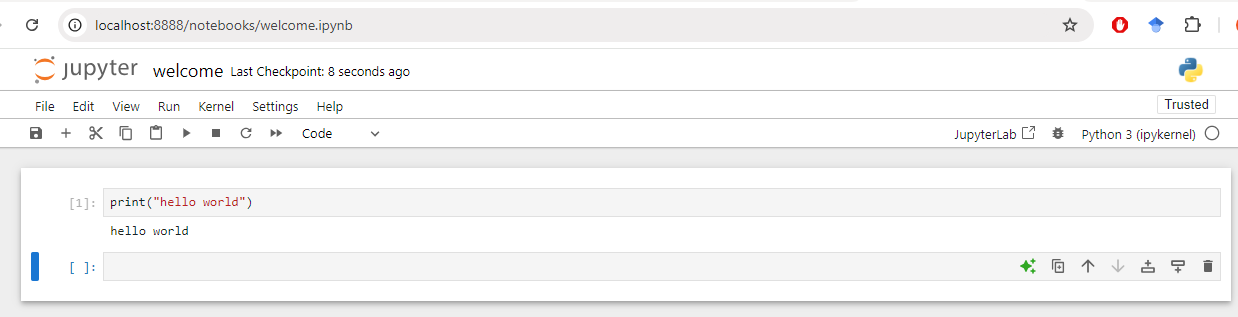 localhost:8888/notebooks/welcome.ipynb
jupyter welcome Last Checkpoint: 8 seconds ago
File Edit View Run Kernel Settings Help
Trusted
Code JupyterLab Python 3 (ipykernel)
[1]: print("hello world")
hello world
[ ]: